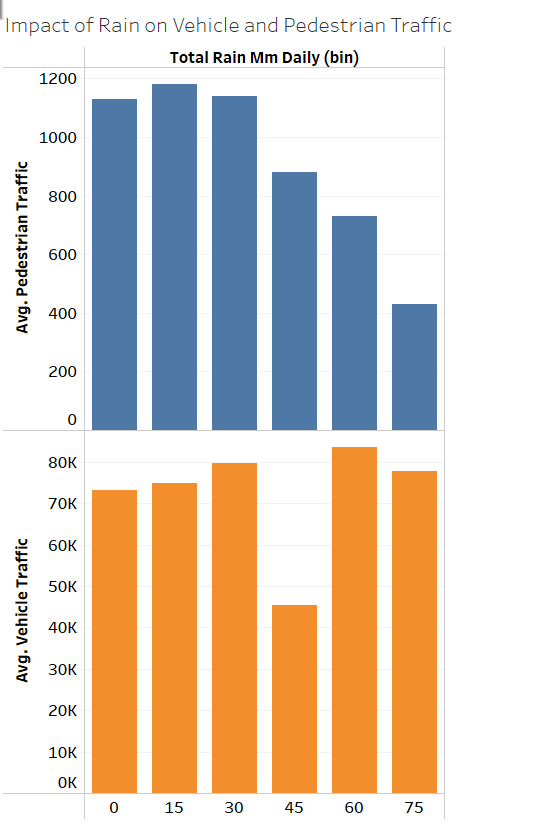 Impact of Rain on Vehicle and Pedestrian Traffic
Total Rain Mm Daily (bin)
Avg. Pedestrian Traffic
1200
1000
800
600
400
200
0
Avg. Vehicle Traffic
80K
70K
60K
50K
40K
30K
20K
10K
0K
0 15 30 45 60 75